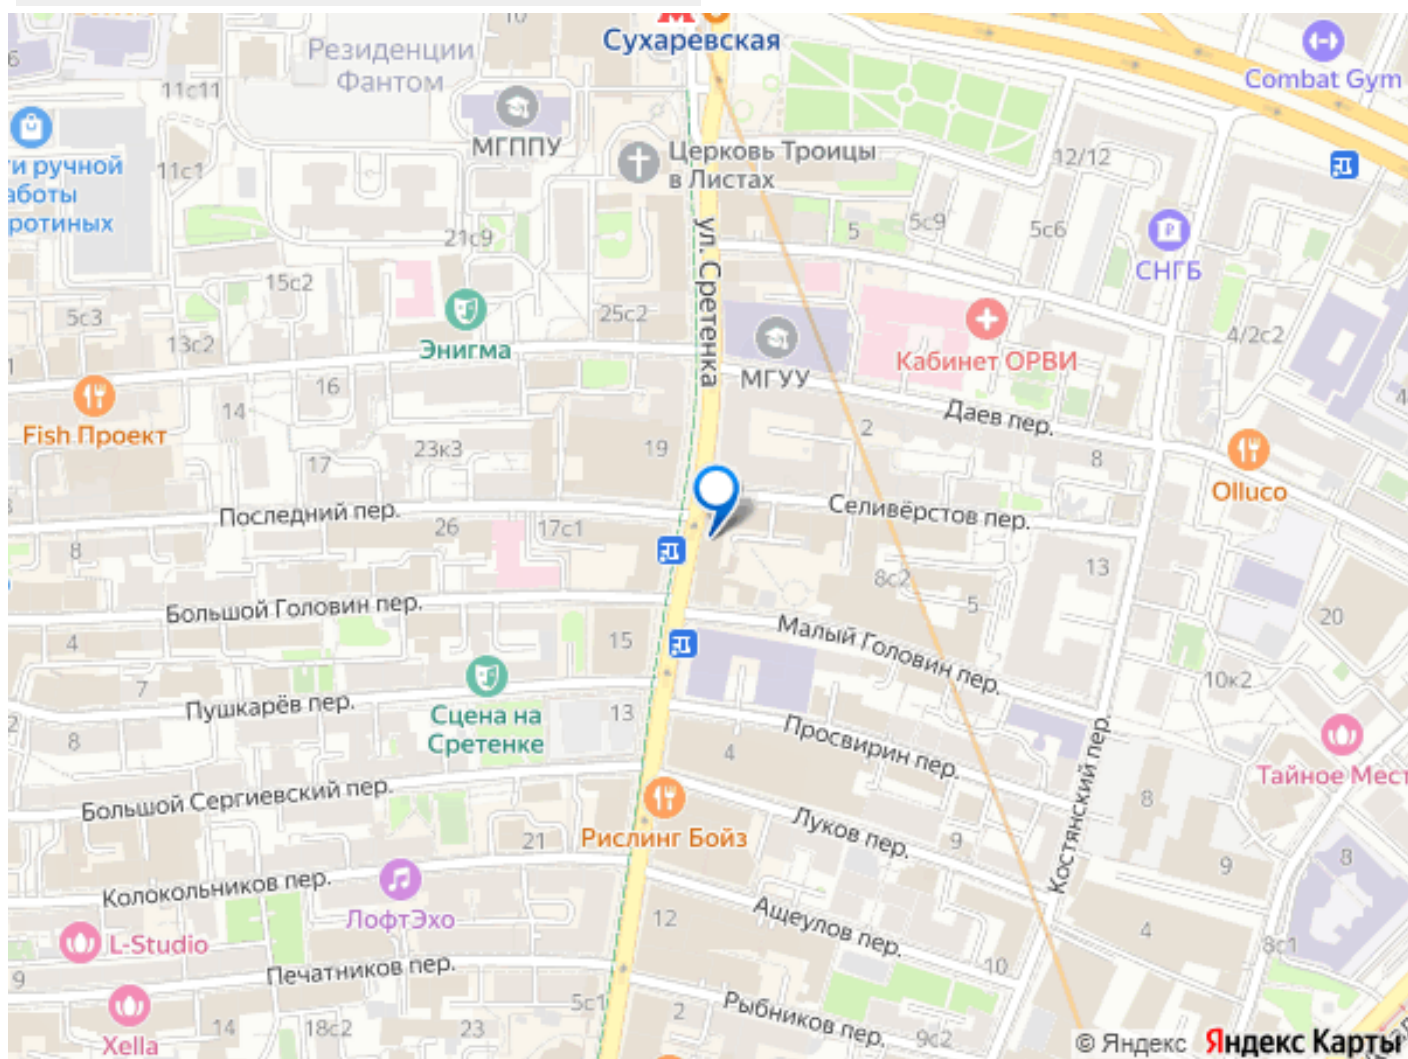 10
Сухаревская
Резиденции
Фантом
Combat Gym
6
11с11
МГППУ
Церковь Троицы
в Листах
12/12
ти ручной
аботы
ротиных
11с1
21с9
ул. Сретенка
5
5с9
5с6
СНГБ
15с2
5с3
25с2
13с2
Энигма
МГУУ
Кабинет ОРВИ
4/2с2
1
16
14
Fish Проект
23к3
19
2
Даев пер.
8
4
17
Olluco
Последний пер.
26
17с1
Селивёрстов пер.
8
13
8с2
5
Большой Головин пер.
20
4
15
Малый Головин пер.
7
10к2
Пушкарёв пер.
Сцена на
Сретенке
13
2
8
4
Просвирин пер.
Костянский пер.
Тайное Мест
Большой Сергиевский пер.
8
Рислинг Бойз
21
Луков пер.
9
9
8
Колокольников пер.
ЛофтЭхо
12
Ащеулов пер.
4
8с1
L-Studio
Печатников пер.
10
9
5с1
2
Рыбников пер.
9с2
14
18с2
23
Xella
© Яндекс Яндекс Карты